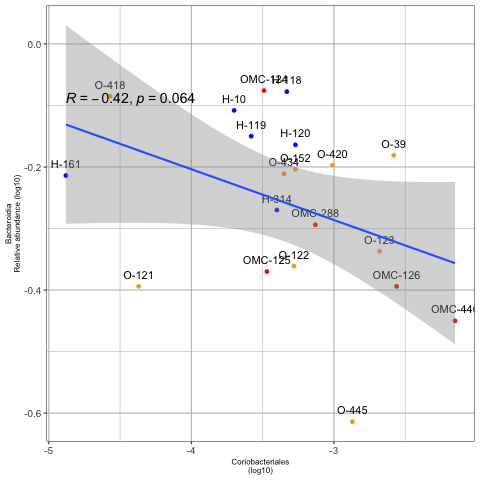 0.0
OMC-124
H-118
O-418
R = −0.42, p = 0.064
H-10
H-119
H-120
O-39
O-152
O-420
O-434
H-161
-0.2
H-314
OMC-288
O-123
O-122
OMC-125
O-121
OMC-126
-0.4
OMC-446
O-445
-0.6
-5
-4
-3
Coriobacteriales
(log10)
Bacteroidia
Relative abundance (log10)